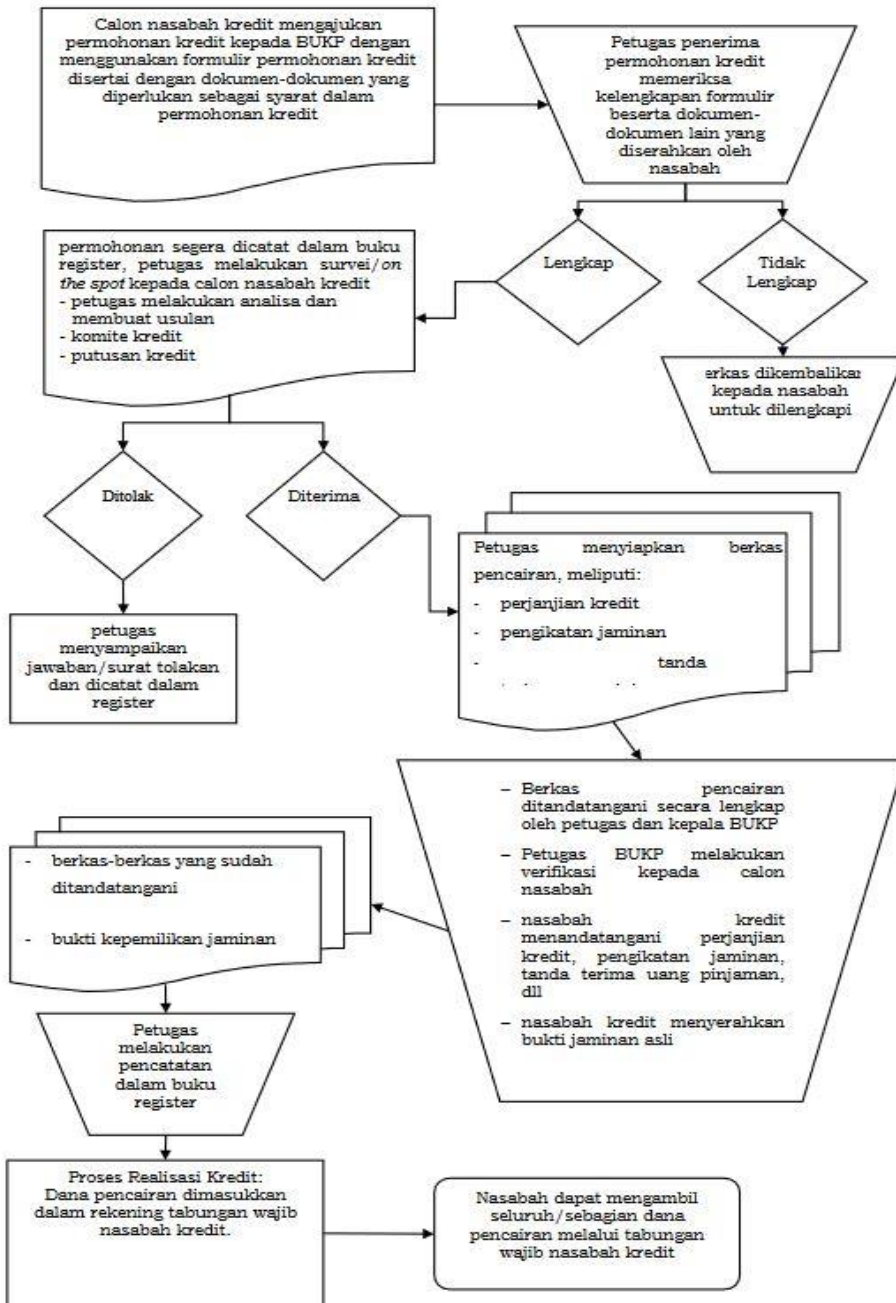 Calon nasabah kredit mengajukan
permohonan kredit kepada BUKP dengan
menggunakan formulir permohonan kredit
disertai dengan dokumen-dokumen yang
diperlukan sebagai syarat dalam
permohonan kredit
Petugas penerima
permohonan kredit
memeriksa
kelengkapan formulir
beserta dokumen-
dokumen lain yang
diserahkan oleh
nasabah
Lengkap
Tidak
Lengkap
permohonan segera dicatat dalam buku
register, petugas melakukan survei/on
the spot kepada calon nasabah kredit
- petugas melakukan analisa dan
membuat usulan
- komite kredit
- putusan kredit
erkas dikembalikan
kepada nasabah
untuk dilengkapi
Ditolak
Diterima
petugas
menyampaikan
jawaban/surat tolakan
dan dicatat dalam
register
Petugas menyiapkan berkas
pencairan, meliputi:
- perjanjian kredit
- pengikatan jaminan
- tanda
– Berkas pencairan
ditandatangani secara lengkap
oleh petugas dan kepala BUKP
– Petugas BUKP melakukan
verifikasi kepada calon
nasabah
– nasabah kredit
menandatangani perjanjian
kredit, pengikatan jaminan,
tanda terima uang pinjaman,
dll
– nasabah kredit menyerahkan
bukti jaminan asli
- berkas-berkas yang sudah
ditandatangani
- bukti kepemilikan jaminan
Petugas
melakukan
pencatatan
dalam buku
register
Proses Realisasi Kredit:
Dana pencairan dimasukkan
dalam rekening tabungan wajib
nasabah kredit.
Nasabah dapat mengambil
seluruh/sebagian dana
pencairan melalui tabungan
wajib nasabah kredit